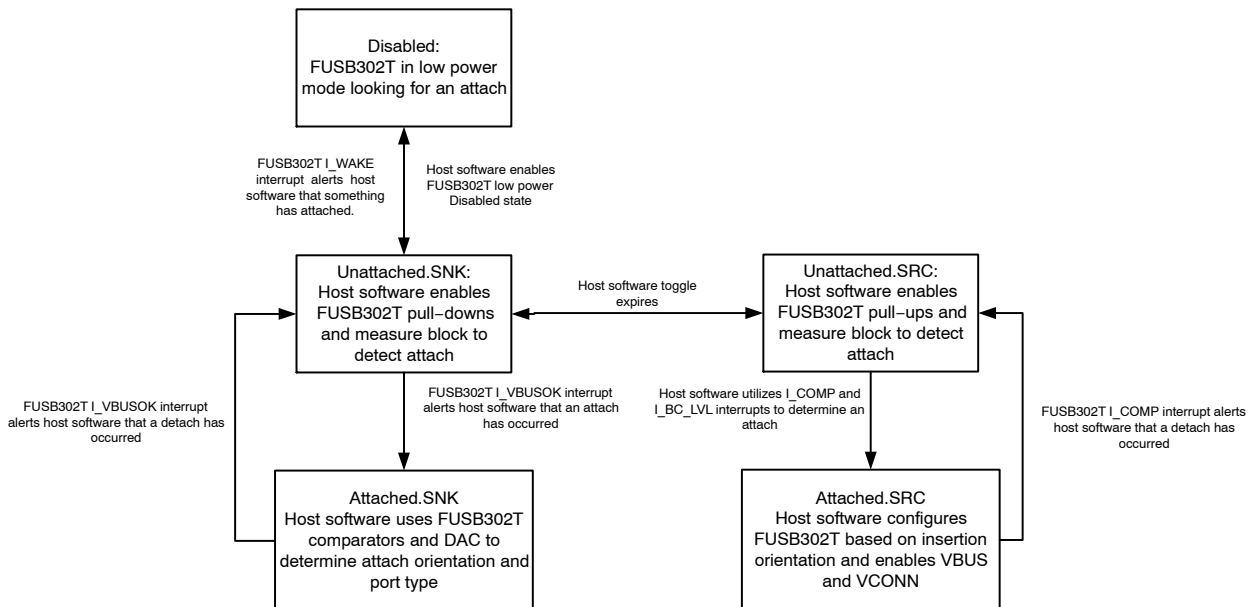 Disabled:
FUSB302T in low power
mode looking for an attach
FUSB302T I_WAKE
interrupt alerts host
software that something
has attached.
Host software enables
FUSB302T low power
Disabled state
Unattached.SNK:
Host software enables
FUSB302T pull−downs
and measure block to
detect attach
Host software toggle
expires
Unattached.SRC:
Host software enables
FUSB302T pull−ups and
measure block to detect
attach
FUSB302T I_VBUSOK interrupt
alerts host software that a detach has
occurred
FUSB302T I_VBUSOK interrupt
alerts host software that an attach
has occurred
Host software utilizes I_COMP and
I_BC_LVL interrupts to determine an
attach
FUSB302T I_COMP interrupt alerts
host software that a detach has
occurred
Attached.SNK
Host software uses FUSB302T
comparators and DAC to
determine attach orientation and
port type
Attached.SRC
Host software configures
FUSB302T based on insertion
orientation and enables VBUS
and VCONN